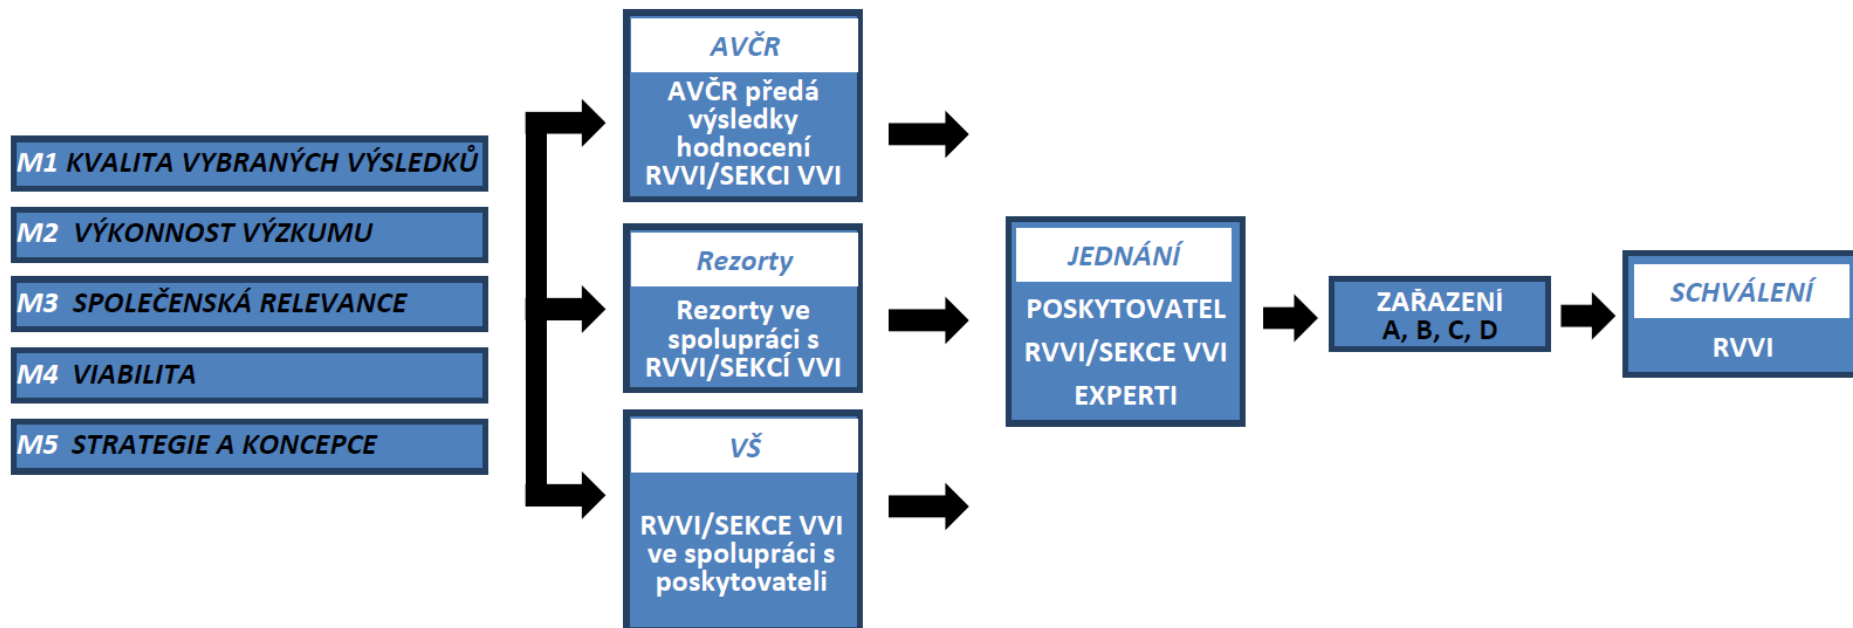 M1 KVALITA VYBRANÝCH VÝSLEDKŮ
M2 VÝKONNOST VÝZKUMU
M3 SPOLEČENSKÁ RELEVANCE
M4 VIABILITA
M5 STRATEGIE A KONCEPCE
AVČR
AVČR předá
výsledky
hodnocení
RVVI/SEKCI VVI
Rezorty
Rezorty ve
spolupráci s
RVVI/SEKCÍ VVI
VŠ
RVVI/SEKCE VVI
ve spolupráci s
poskytovateli
JEDNÁNÍ
POSKYTOVATEL
RVVI/SEKCE VVI
EXPERTI
ZAŘAZENÍ
A, B, C, D
SCHVÁLENÍ
RVVI